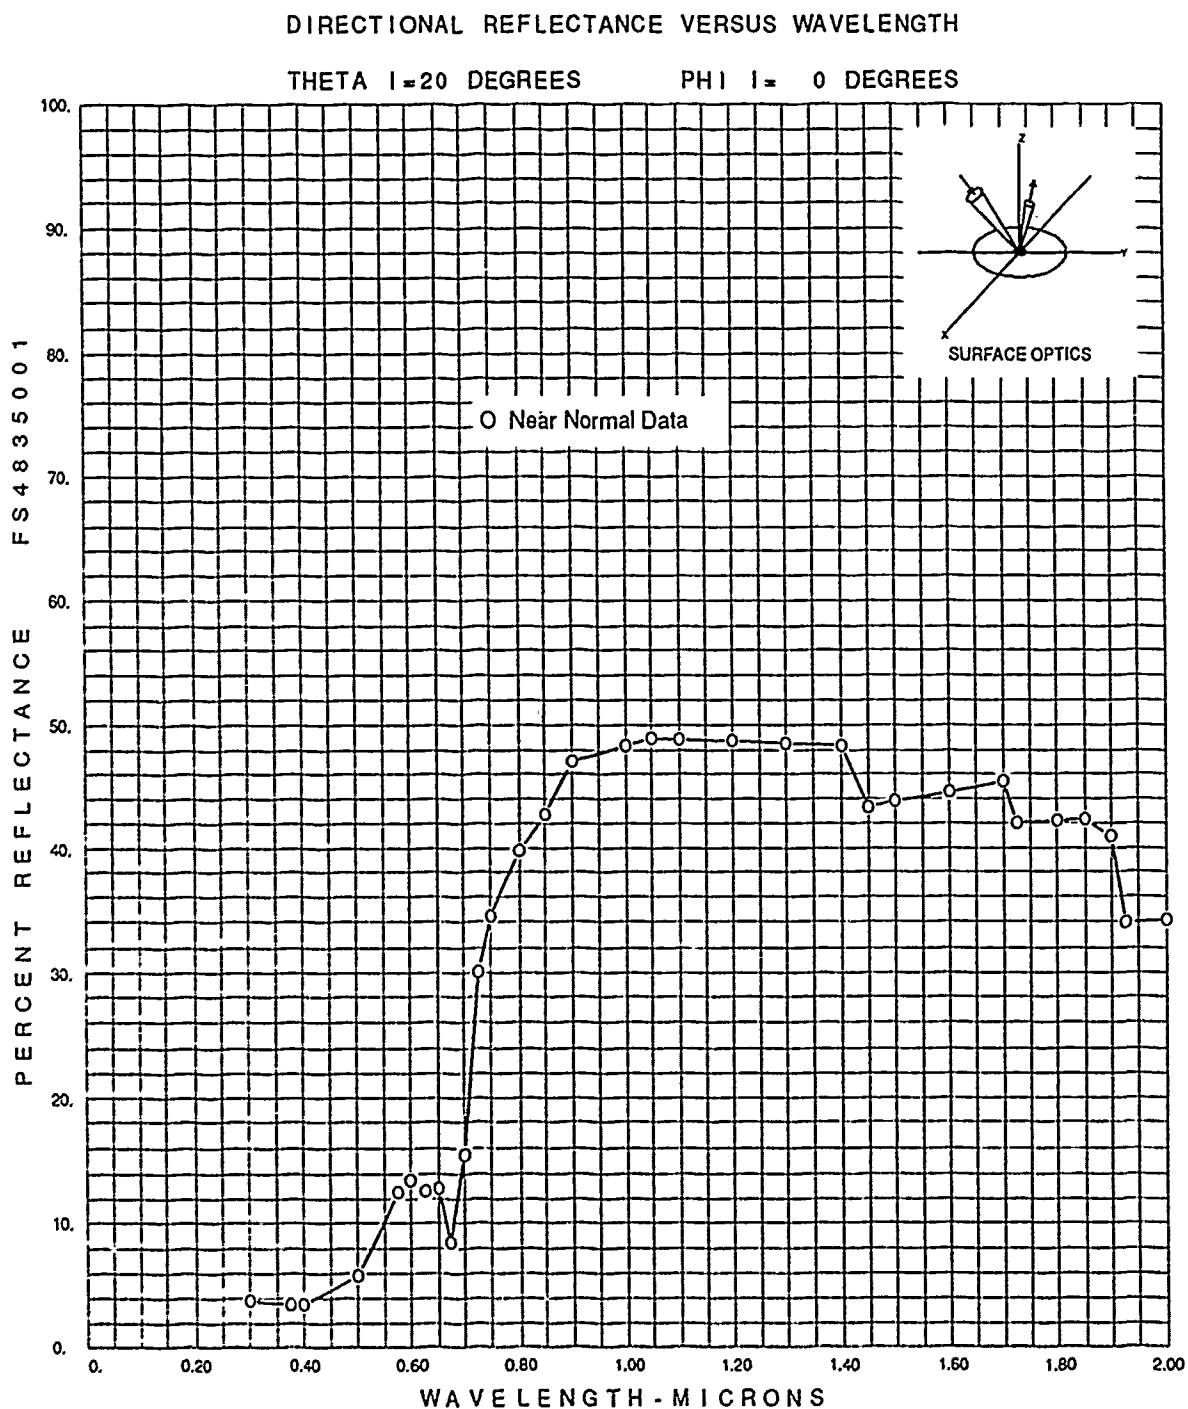 DIRECTIONAL REFLECTANCE VERSUS WAVELENGTH
THETA I=20 DEGREES PHI I= 0 DEGREES
100.
90.
80.
70.
60.
50.
40.
30.
20.
10.
0.
PERCENT REFLECTANCE FS4835001
Z
Y
X
SURFACE OPTICS
O Near Normal Data
0. 0.20 0.40 0.60 0.80 1.00 1.20 1.40 1.60 1.80 2.00
WAVELENGTH-MICRONS